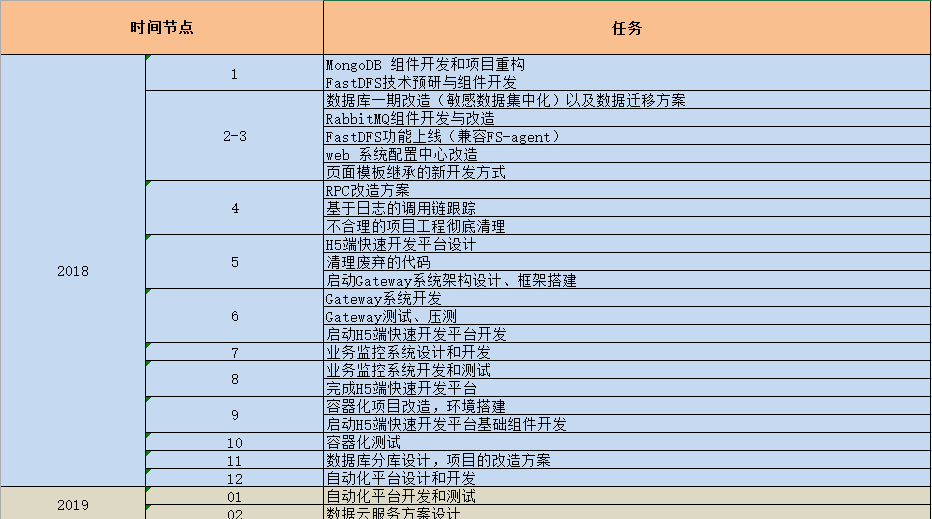 时间节点 任务
2018
1
MongoDB 组件开发和项目重构
FastDFS技术预研与组件开发
2-3
数据库一期改造（敏感数据集中化）以及数据迁移方案
RabbitMQ组件开发与改造
FastDFS功能上线（兼容FS-agent）
web 系统配置中心改造
页面模板继承的新开发方式
4
RPC改造方案
基于日志的调用链跟踪
不合理的项目工程彻底清理
5
H5端快速开发平台设计
清理废弃的代码
启动Gateway系统架构设计、框架搭建
6
Gateway系统开发
Gateway测试、压测
启动H5端快速开发平台开发
7
业务监控系统设计和开发
8
业务监控系统开发和测试
完成H5端快速开发平台
9
容器化项目改造，环境搭建
启动H5端快速开发平台基础组件开发
10
容器化测试
11
数据库分库设计，项目的改造方案
12
自动化平台设计和开发
2019
01
自动化平台开发和测试
02
数据云服务方案设计